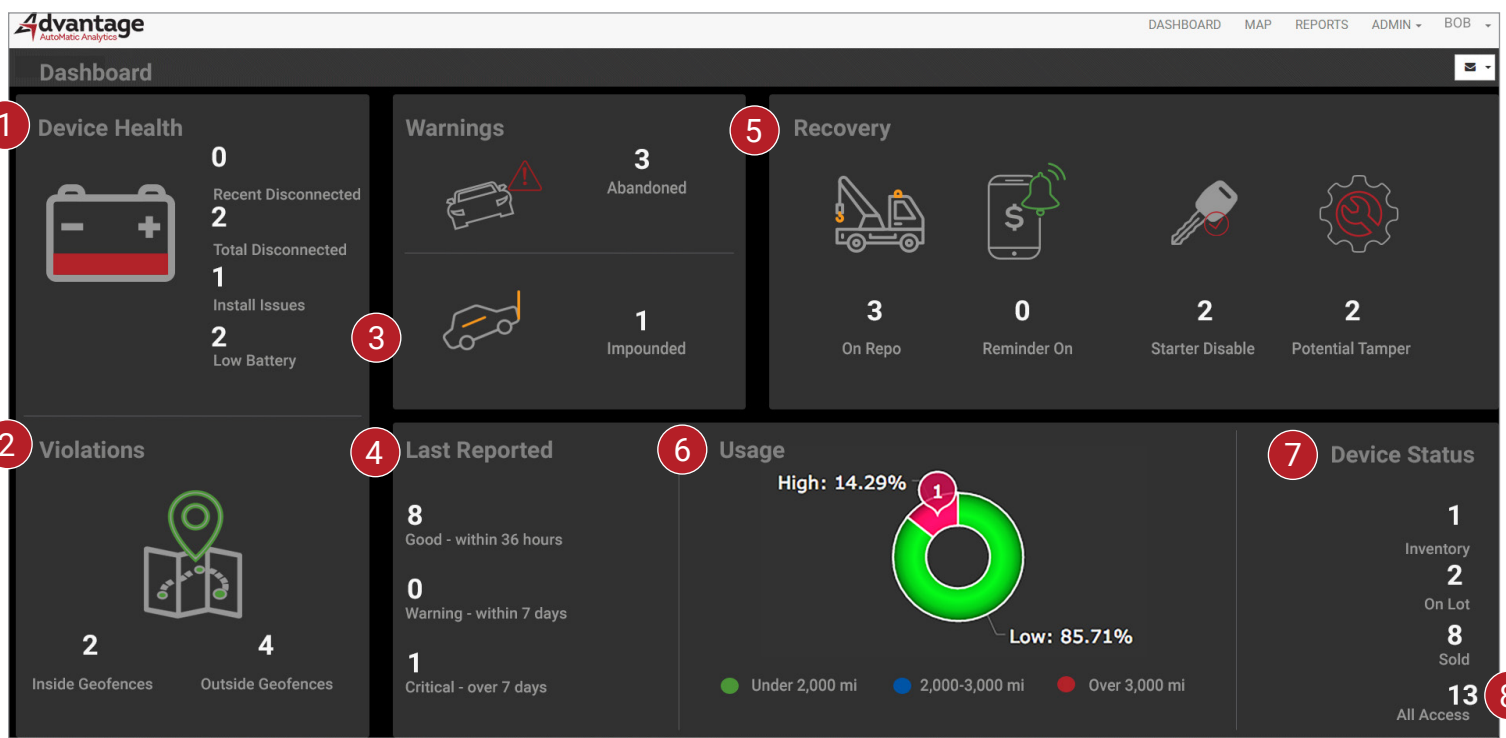 Advantage
AutoMatic Analytics
DASHBOARD MAP REPORTS ADMIN BOB
Dashboard
1
Device Health
0
Recent Disconnected
2
Total Disconnected
1
Install Issues
2
Low Battery
Warnings
3
Abandoned
3
1
Impounded
5
Recovery
$
3
On Repo
0
Reminder On
2
Starter Disable
2
Potential Tamper
2
Violations
2
Inside Geofences
4
Outside Geofences
4
Last Reported
8
Good - within 36 hours
0
Warning - within 7 days
1
Critical - over 7 days
6
Usage
High: 14.29%
1
Low: 85.71%
Under 2,000 mi
2,000-3,000 mi
Over 3,000 mi
7
Device Status
1
Inventory
2
On Lot
8
Sold
13
All Access
8